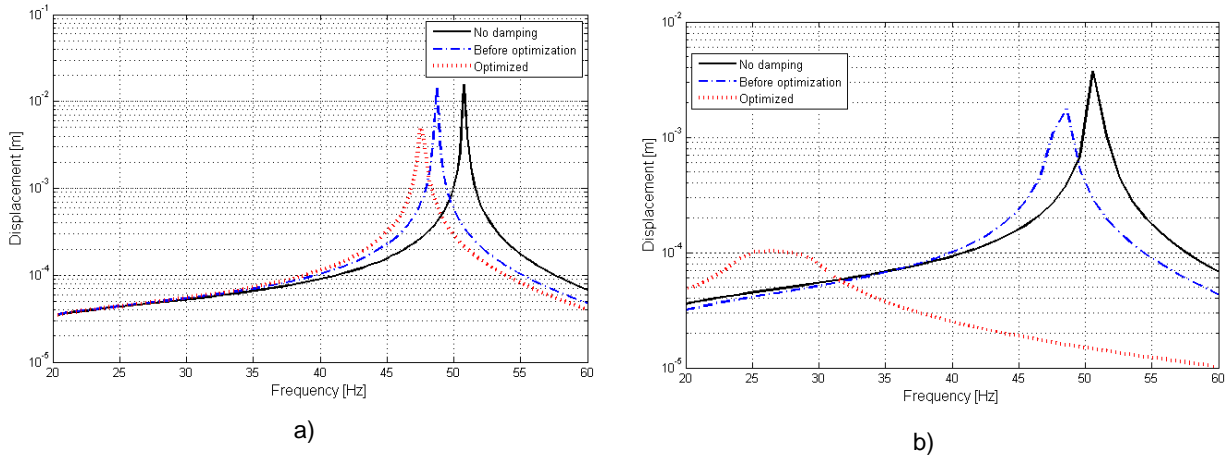 10^-1
10^-2
10^-3
10^-4
10^-5
Displacement [m]
No damping
Before optimization
Optimized
20 25 30 35 40 45 50 55 60
Frequency [Hz]
a)
10^-2
10^-3
10^-4
10^-5
Displacement [m]
No damping
Before optimization
Optimized
20 25 30 35 40 45 50 55 60
Frequency [Hz]
b)